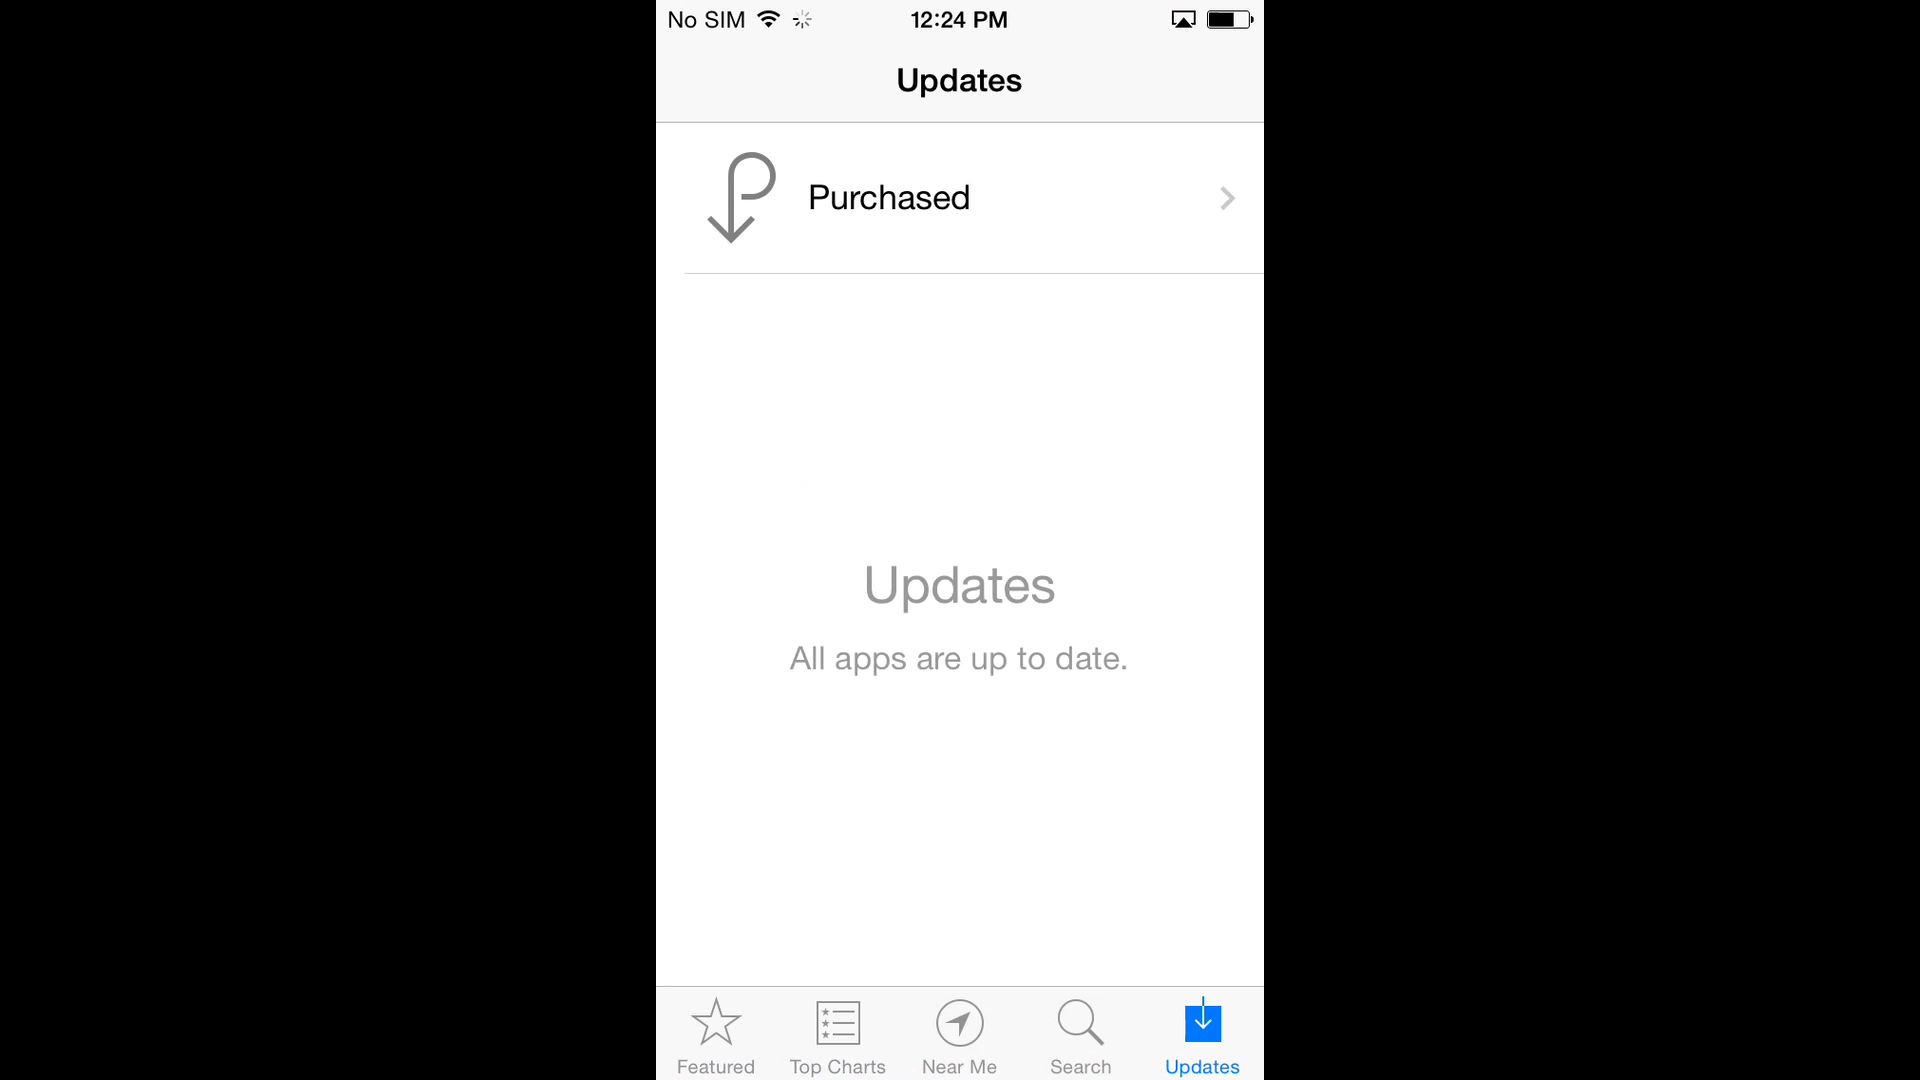 No SIM 12:24 PM
Updates
Purchased
Updates
All apps are up to date.
Featured Top Charts Near Me Search Updates